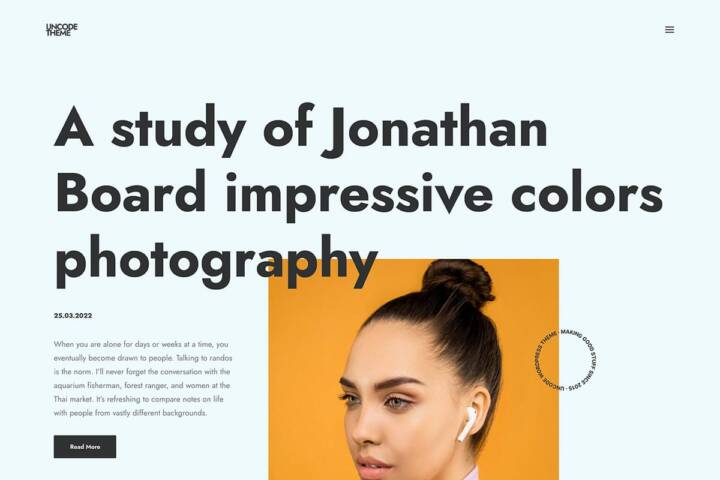 UNCODE
THEME
A study of Jonathan
Board impressive colors
photography
25.03.2022
When you are alone for days or weeks at a time, you
eventually become drawn to people. Talking to randos
is the norm. I'll never forget the conversation with the
aquarium fisherman, forest ranger, and women at the
Thai market. It's refreshing to compare notes on life
with people from vastly different backgrounds.
Read More
MAKING GOOD STUFF SINCE 2015 • UNCODE WORDPRESS THEME •